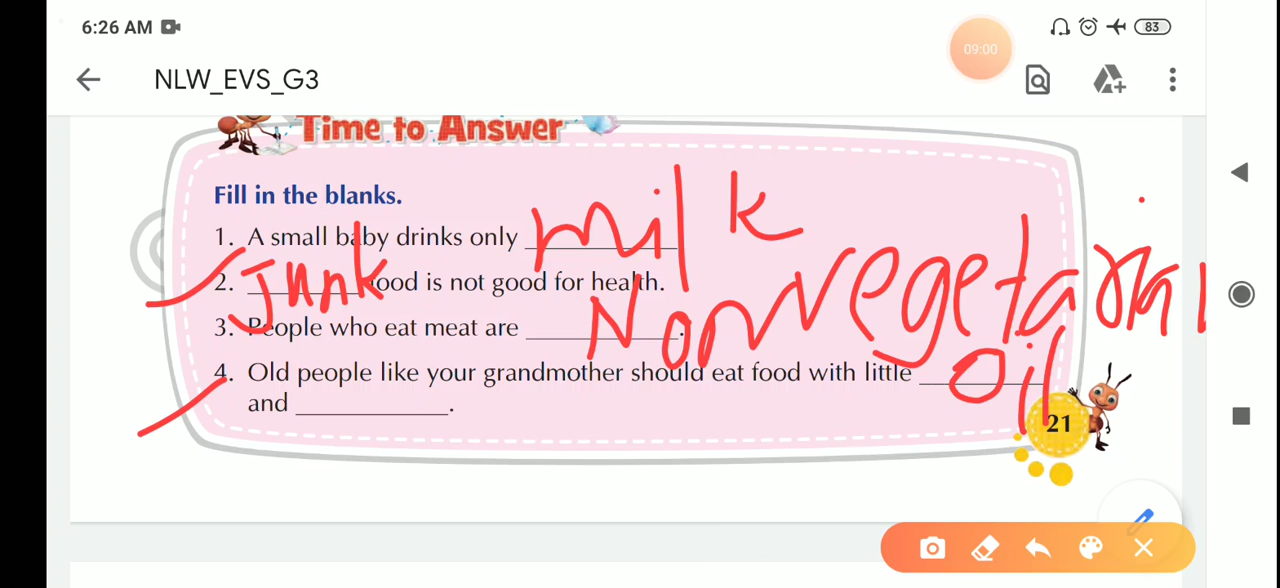 6:26 AM
83
09:00
NLW_EVS_G3
Time to Answer
Fill in the blanks.
1. A small baby drinks only milk
2. Junk food is not good for health.
3. People who eat meat are Nonvegetarian.
4. Old people like your grandmother should eat food with little oil
and ____________.
21